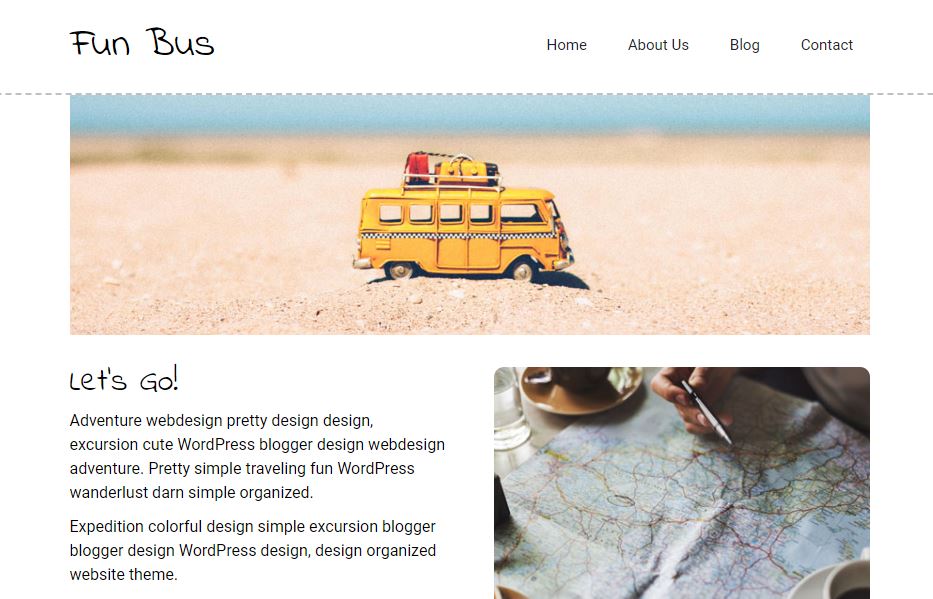 Fun Bus
Home About Us Blog Contact
Let's Go!
Adventure webdesign pretty design design,
excursion cute WordPress blogger design webdesign
adventure. Pretty simple traveling fun WordPress
wanderlust darn simple organized.
Expedition colorful design simple excursion blogger
blogger design WordPress design, design organized
website theme.